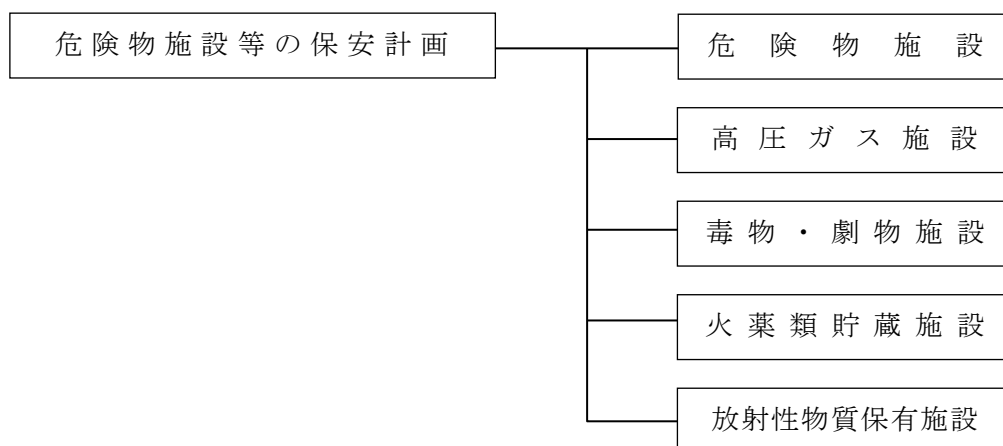 危険物施設等の保安計画
危険物施設
高圧ガス施設
毒物・劇物施設
火薬類貯蔵施設
放射性物質保有施設